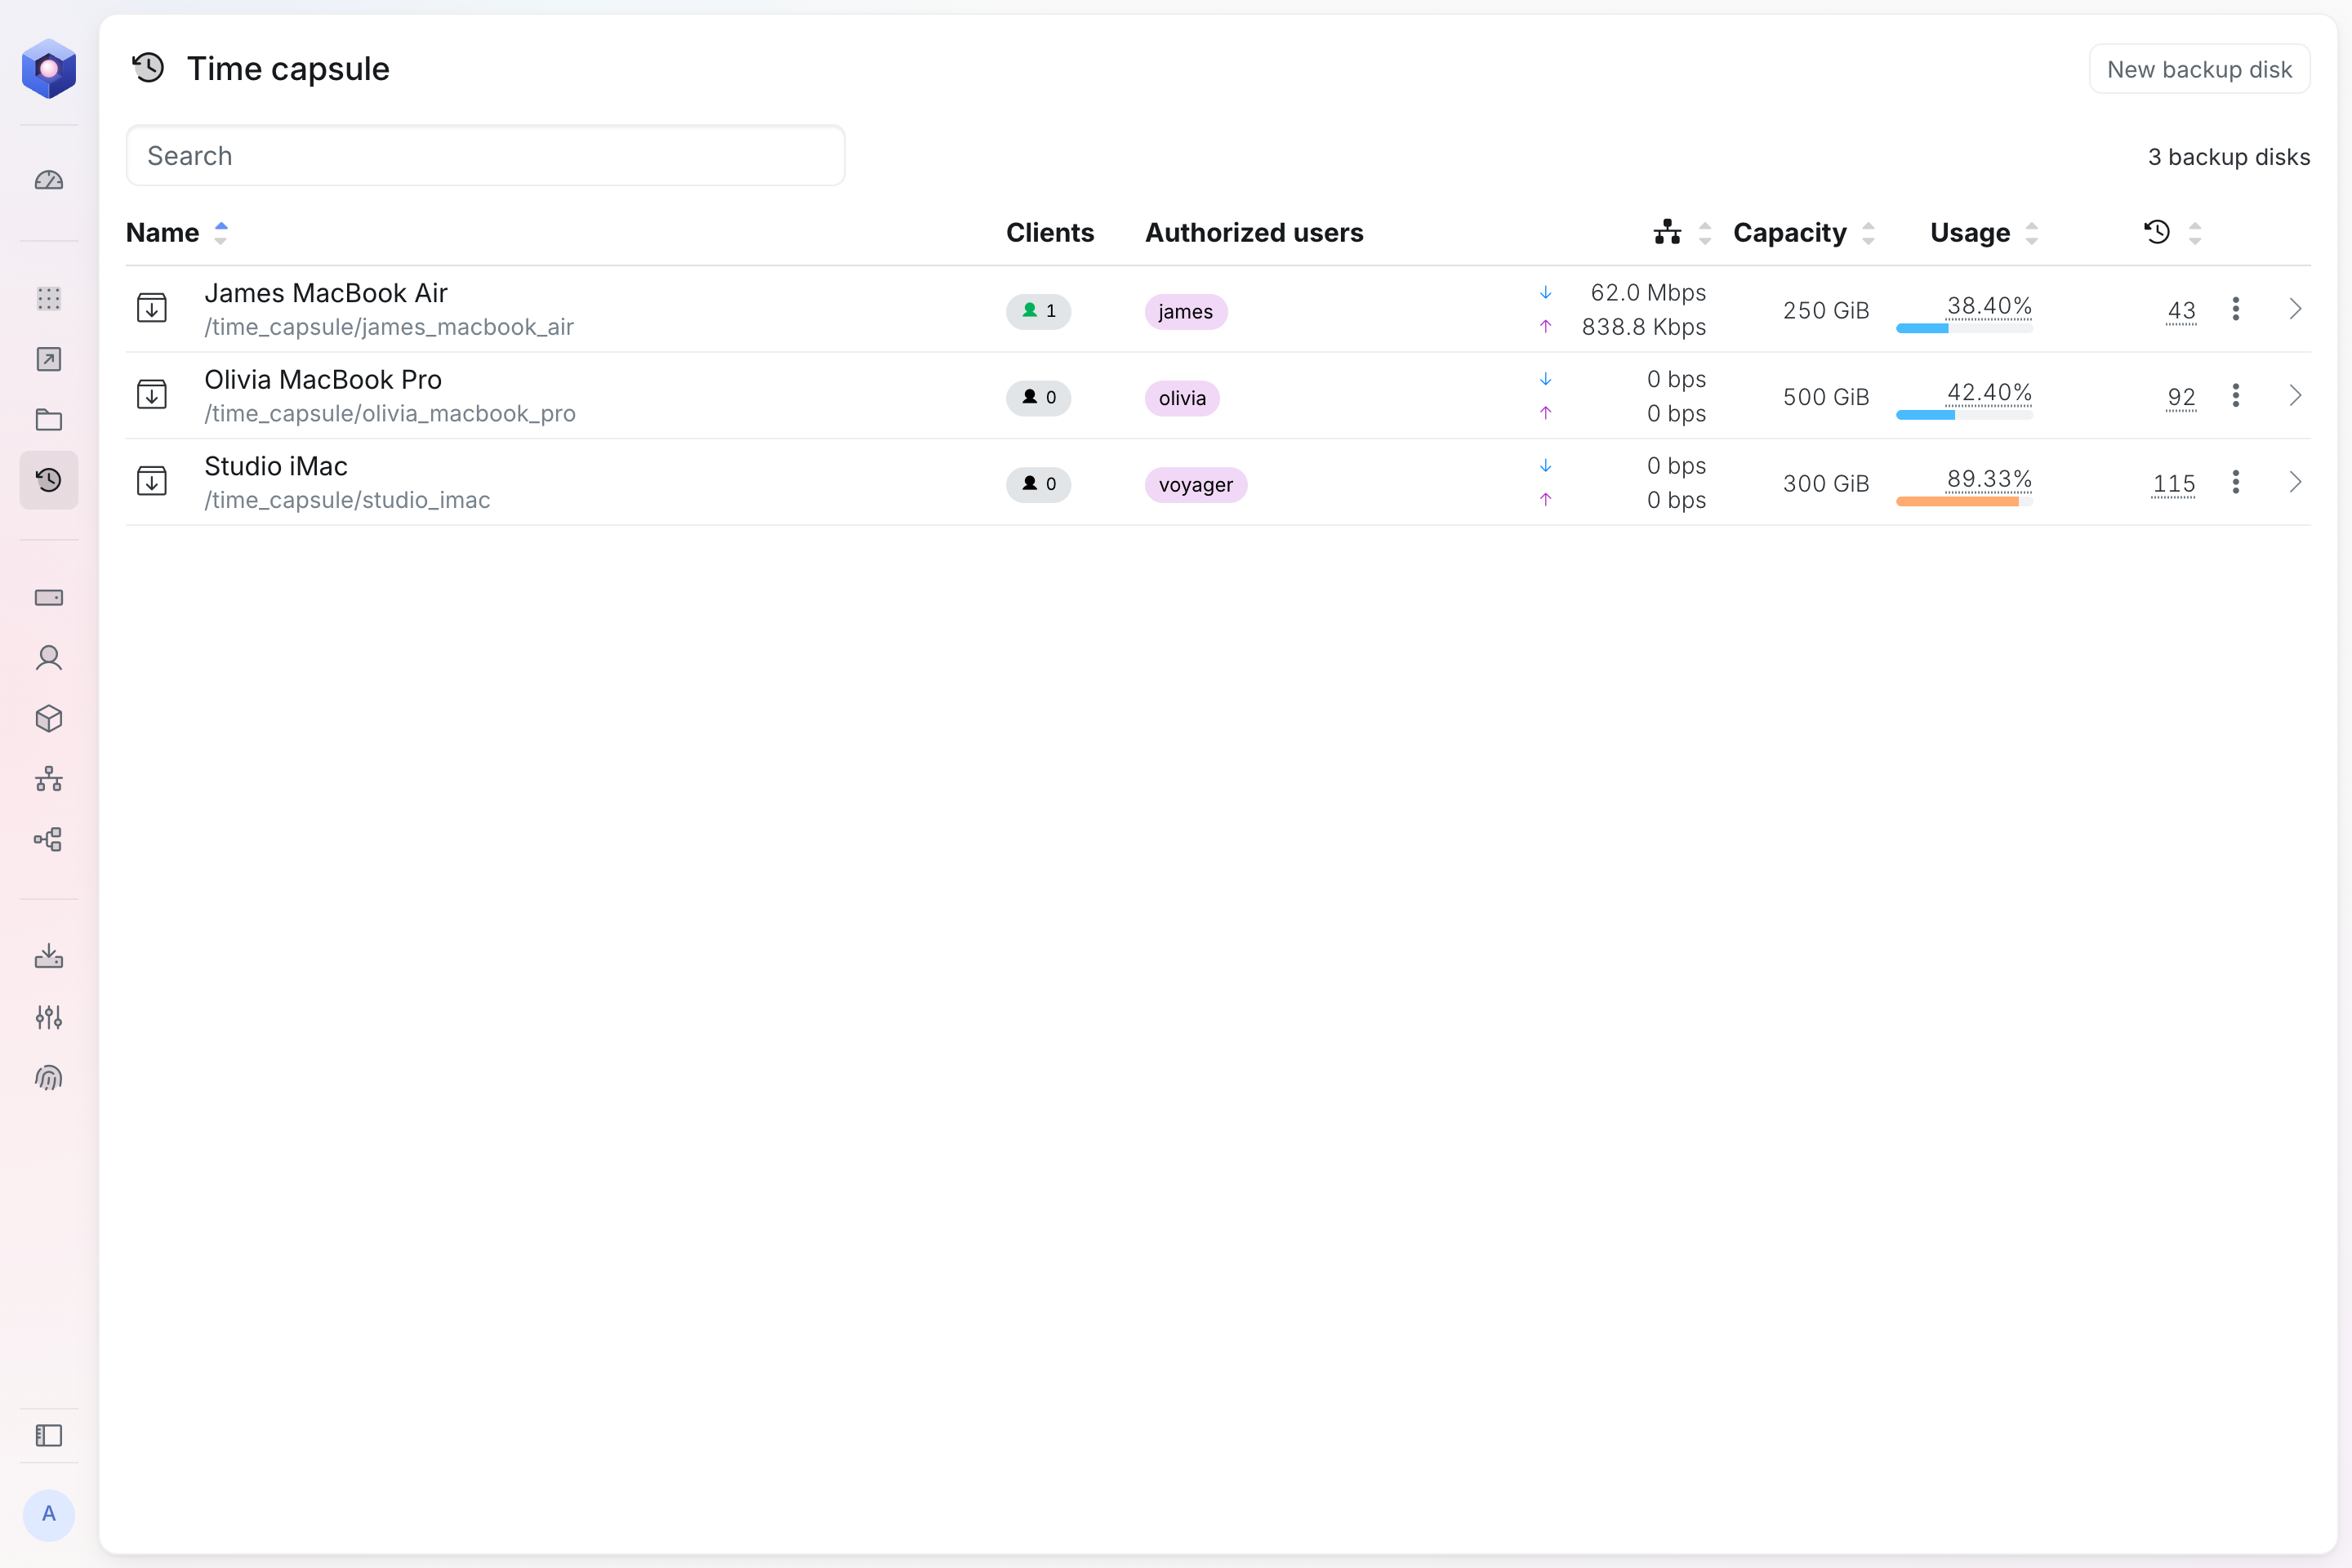 Time capsule
New backup disk
Search
3 backup disks
Name Clients Authorized users Capacity Usage
James MacBook Air
/time_capsule/james_macbook_air
1 james ↓ 62.0 Mbps ↑ 838.8 Kbps 250 GiB 38.40% 43
Olivia MacBook Pro
/time_capsule/olivia_macbook_pro
0 olivia ↓ 0 bps ↑ 0 bps 500 GiB 42.40% 92
Studio iMac
/time_capsule/studio_imac
0 voyager ↓ 0 bps ↑ 0 bps 300 GiB 89.33% 115
A